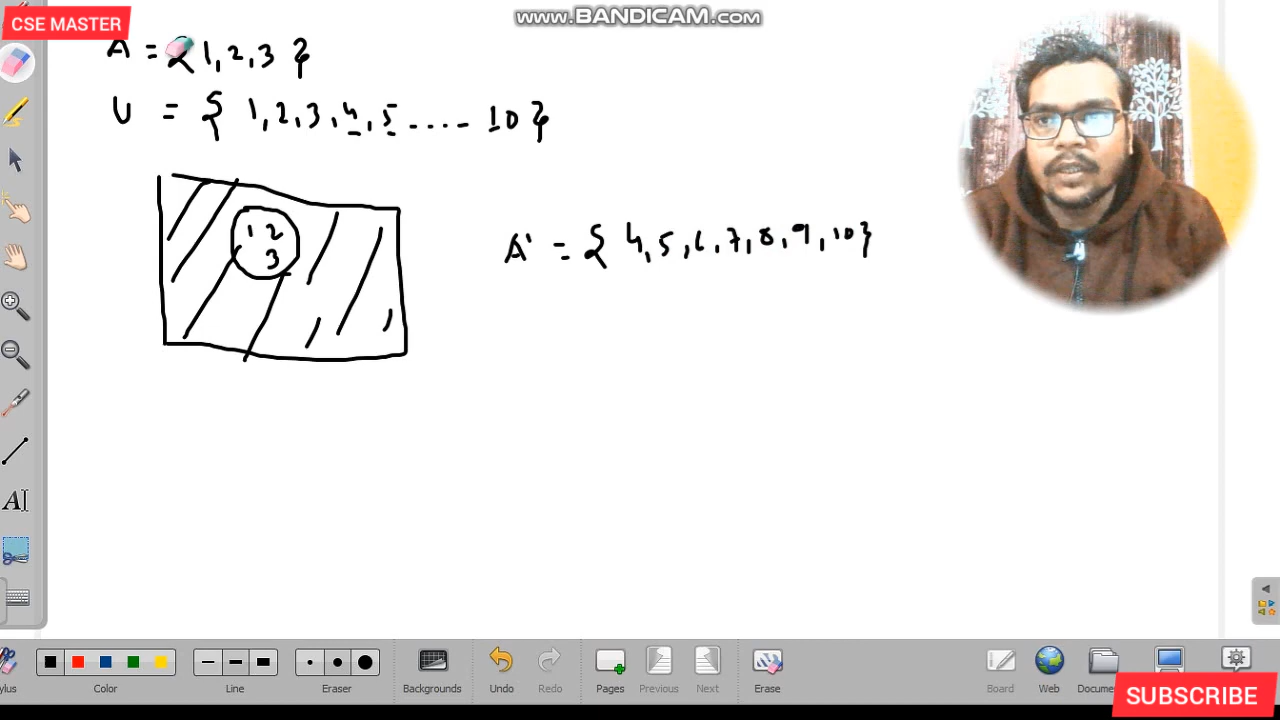 www.BANDICAM.com
CSE MASTER
A = { 1, 2, 3 }
U = { 1, 2, 3, 4, 5 ..... 10 }
1 2
3
A' = { 4, 5, 6, 7, 8, 9, 10 }
A
Color
Line
Eraser
Backgrounds
Undo
Redo
Pages
Previous
Next
Erase
Board
Web
SUBSCRIBE